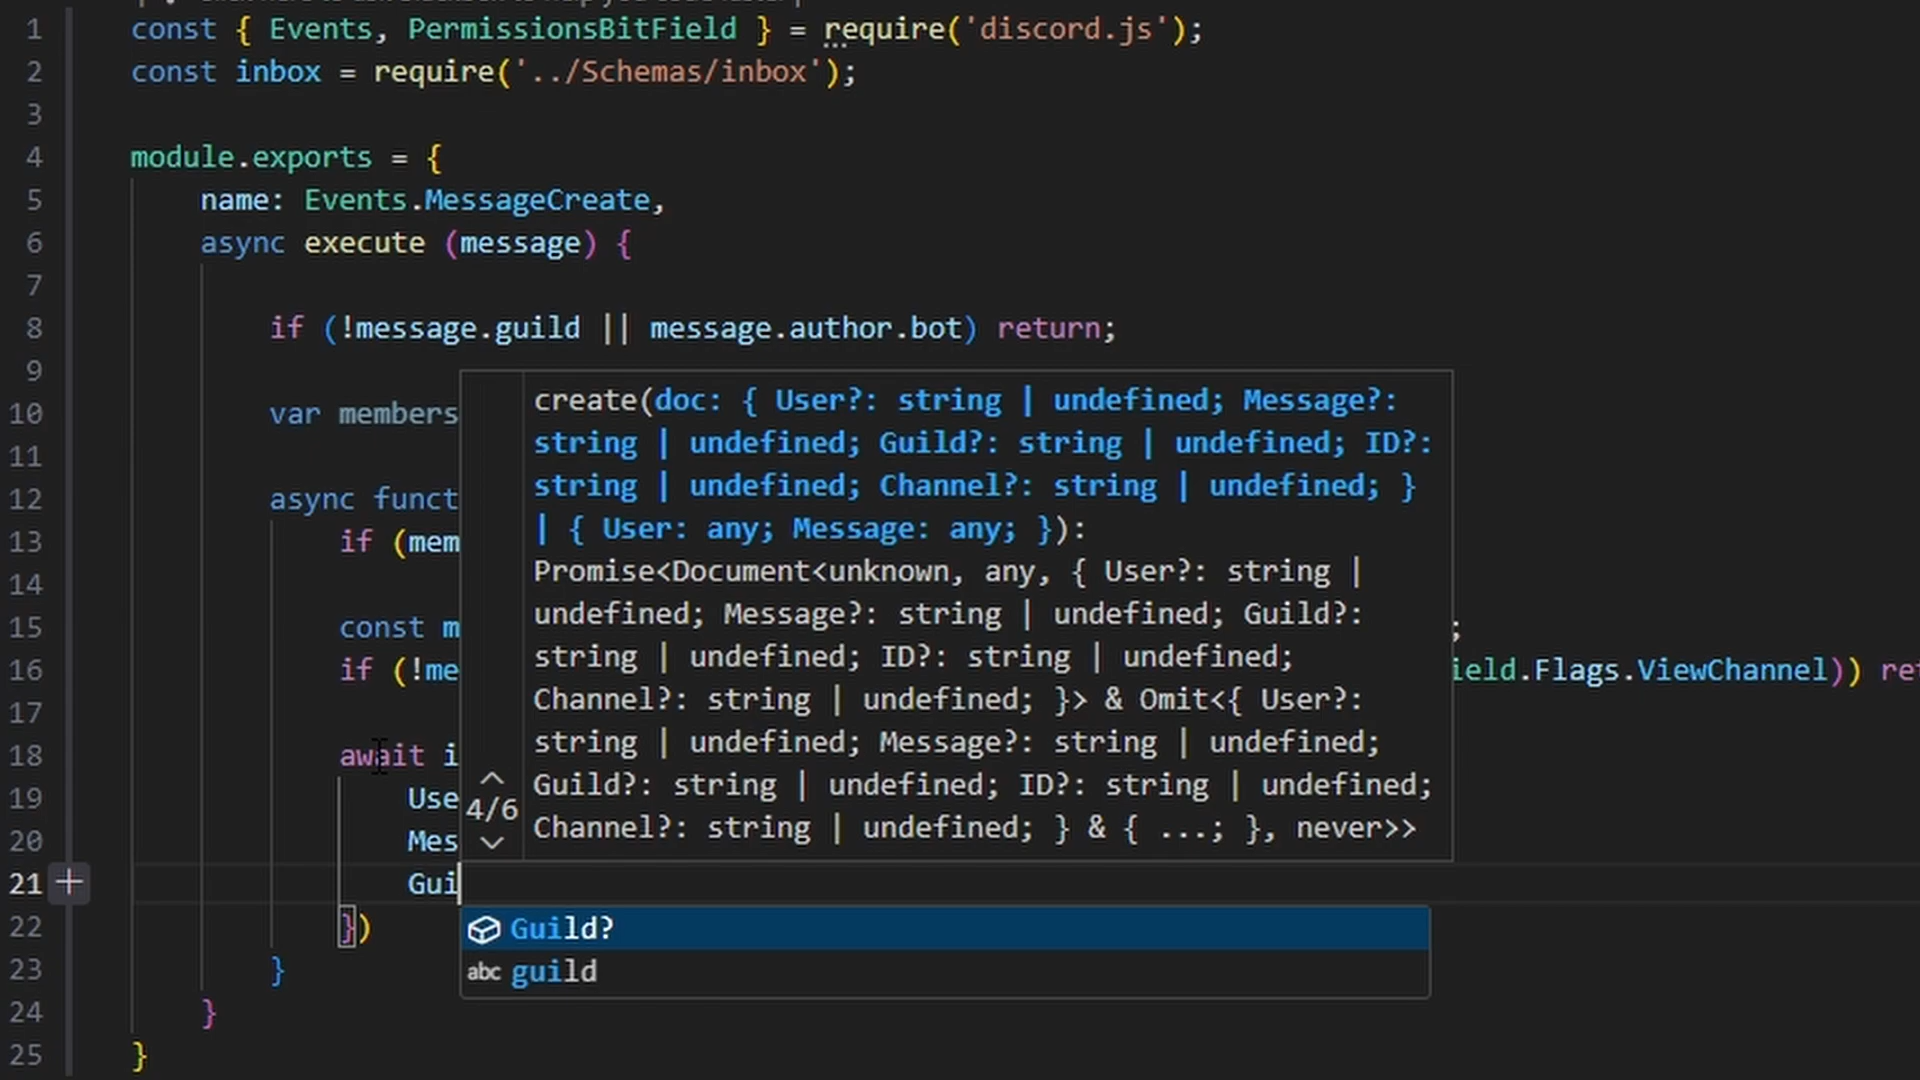 1 const { Events, PermissionsBitField } = require('discord.js');
2 const inbox = require('../Schemas/inbox');
3
4 module.exports = {
5 name: Events.MessageCreate,
6 async execute (message) {
7
8 if (!message.guild || message.author.bot) return;
9
10 var members
11
12 async funct
13 if (mem
14
15 const m ;
16 if (!me ield.Flags.ViewChannel)) ret
17
18 await i
19 Use
20 Mes
21 Gui
22 })
23 }
24 }
25 }
create(doc: { User?: string | undefined; Message?:
string | undefined; Guild?: string | undefined; ID?:
string | undefined; Channel?: string | undefined; }
| { User: any; Message: any; }):
Promise<Document<unknown, any, { User?: string |
undefined; Message?: string | undefined; Guild?:
string | undefined; ID?: string | undefined;
Channel?: string | undefined; }> & Omit<{ User?:
string | undefined; Message?: string | undefined;
Guild?: string | undefined; ID?: string | undefined;
Channel?: string | undefined; } & { ...; }, never>>
4/6
Guild?
abc guild